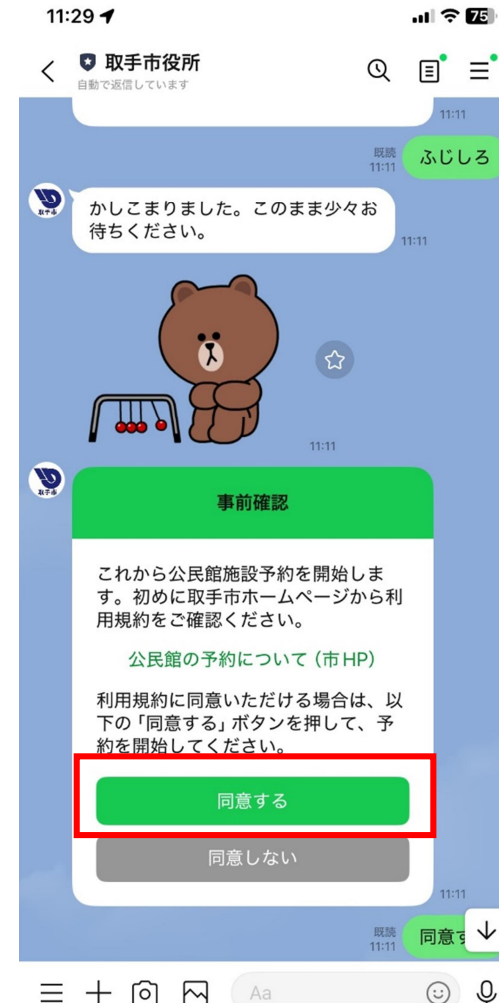 11:29
75
取手市役所
自動で返信しています
11:11
既読
11:11
ふじしろ
取手市
かしこまりました。このまま少々お
待ちください。
11:11
11:11
取手市
事前確認
これから公民館施設予約を開始しま
す。初めに取手市ホームページから利
用規約をご確認ください。
公民館の予約について（市HP）
利用規約に同意いただける場合は、以
下の「同意する」ボタンを押して、予
約を開始してください。
同意する
同意しない
11:11
既読
11:11
同意す
Aa